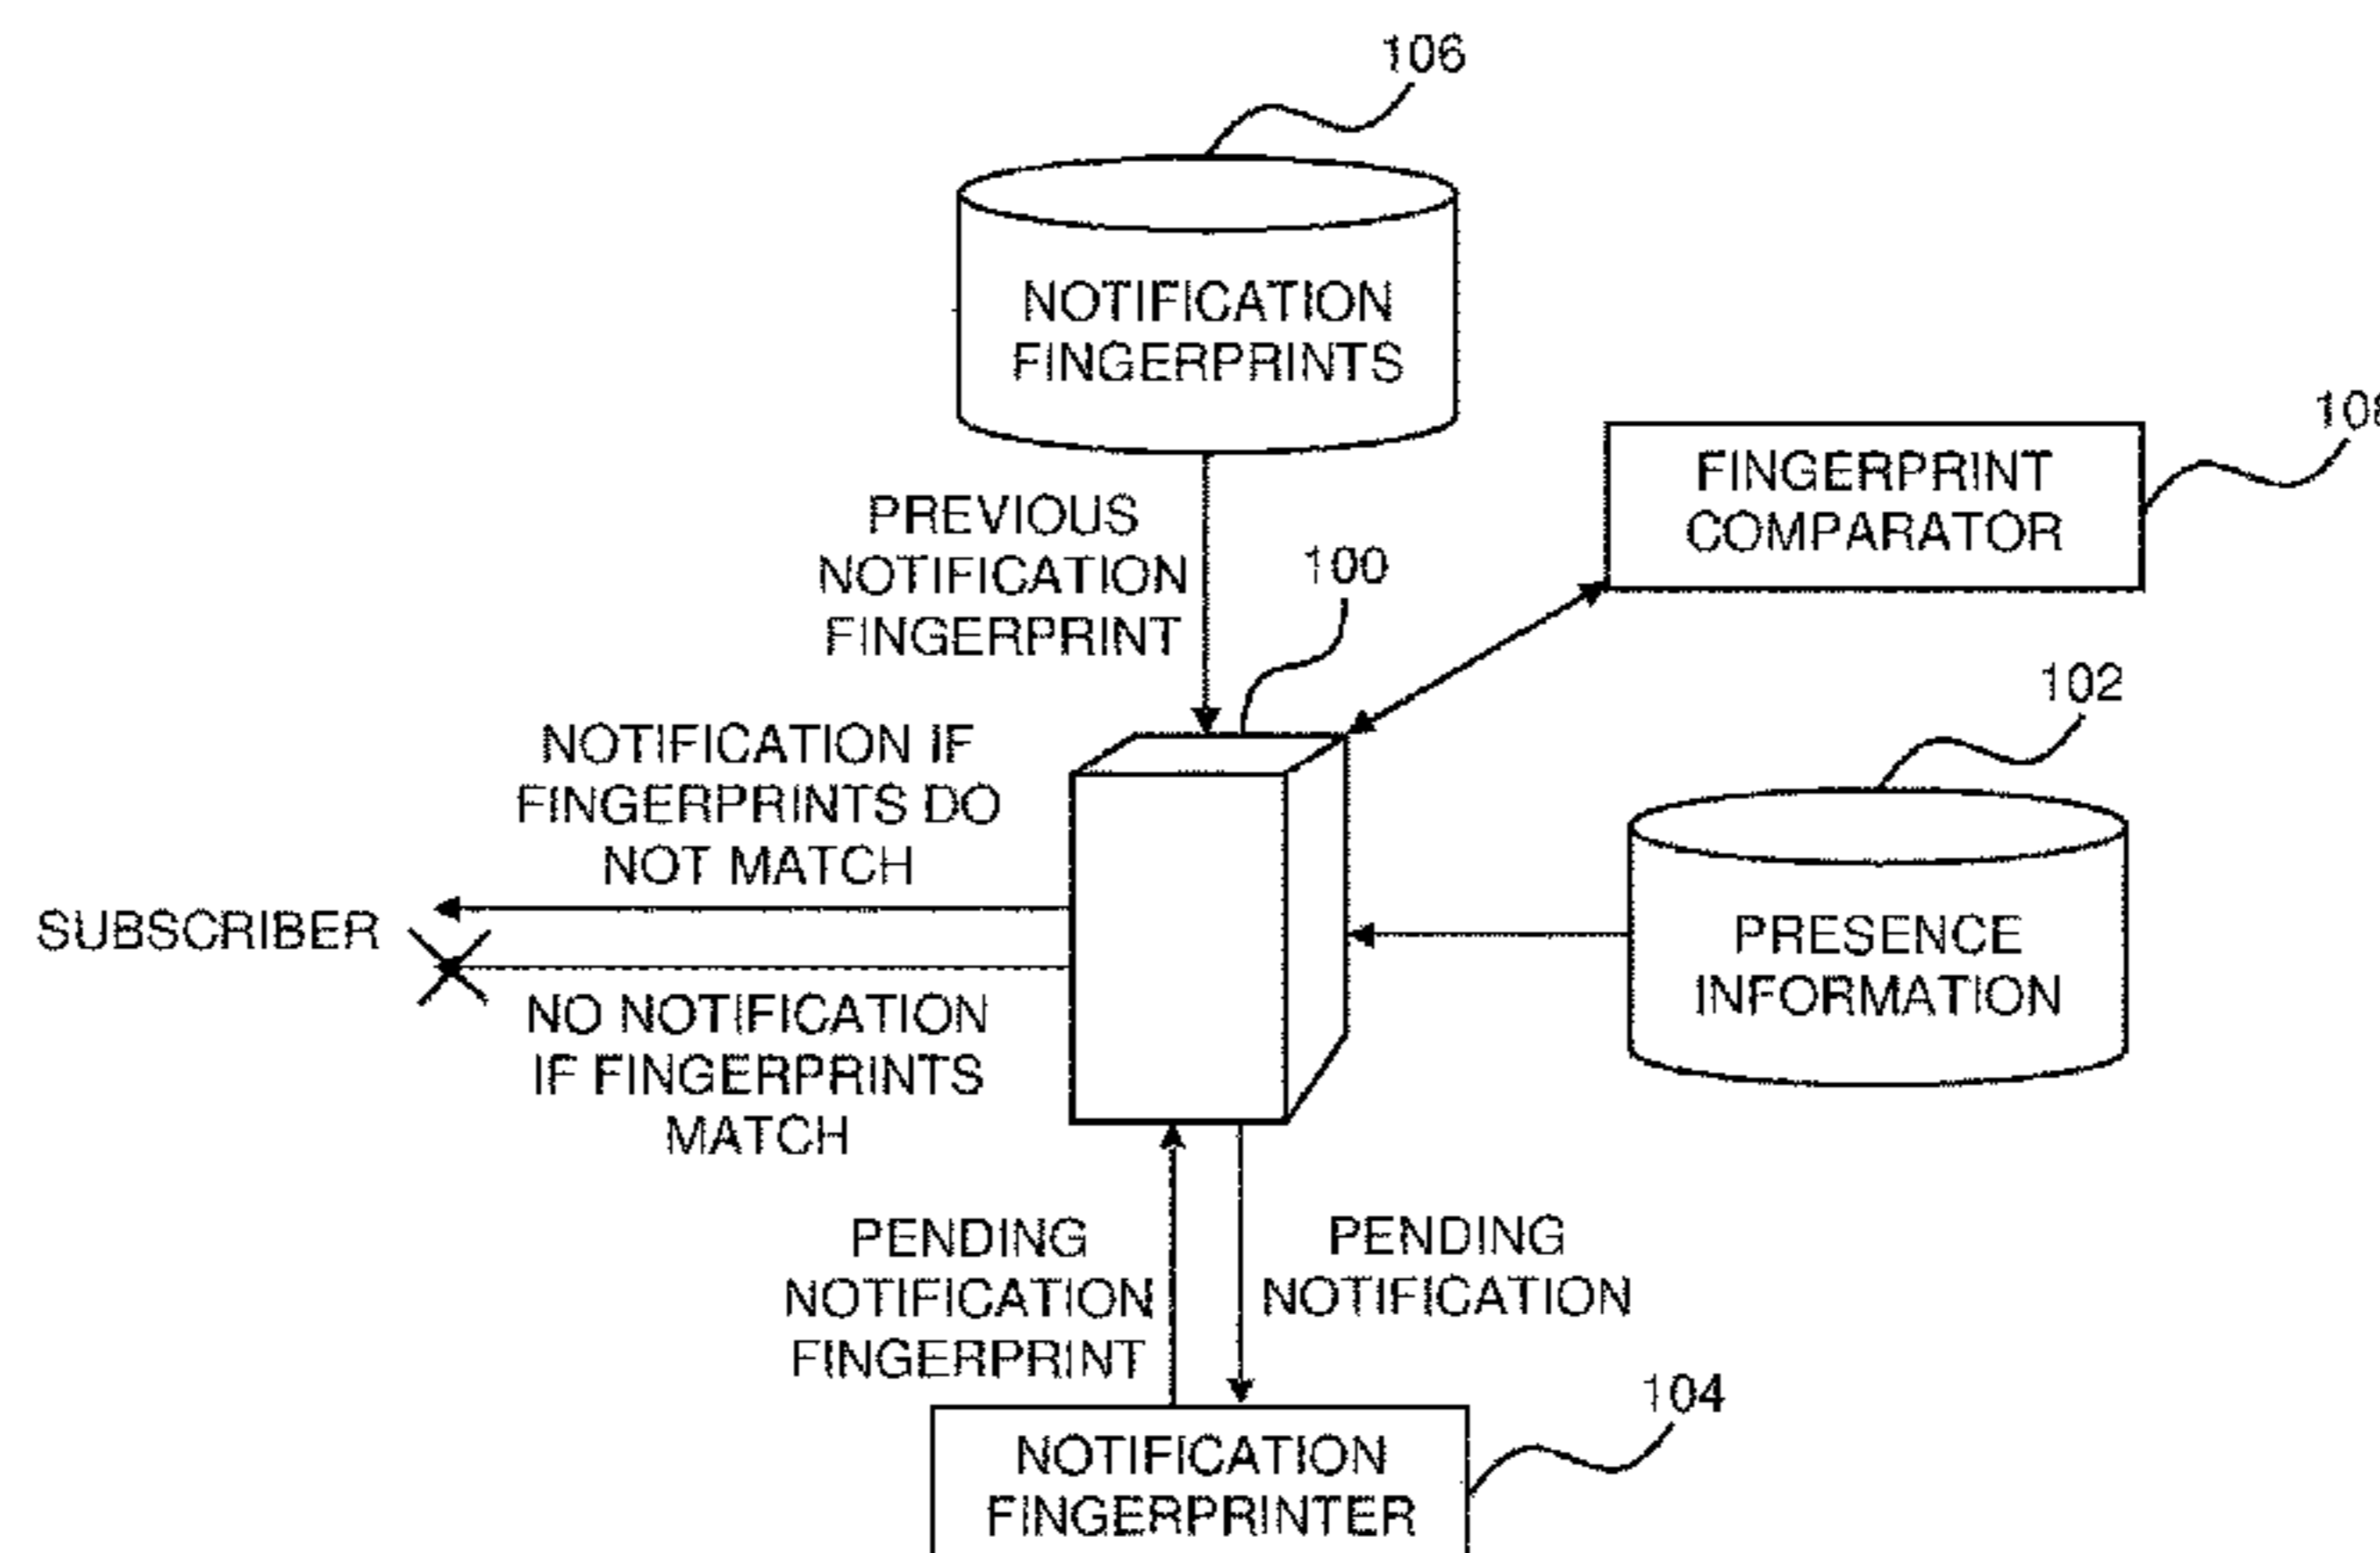 106
NOTIFICATION
FINGERPRINTS
FINGERPRINT
COMPARATOR
PREVIOUS
NOTIFICATION
FINGERPRINT
100
102
NOTIFICATION IF
FINGERPRINTS DO
NOT MATCH
SUBSCRIBER
NO NOTIFICATION
IF FINGERPRINTS
MATCH
PRESENCE
INFORMATION
PENDING
NOTIFICATION
FINGERPRINT
PENDING
NOTIFICATION
104
NOTIFICATION
FINGERPRINTER